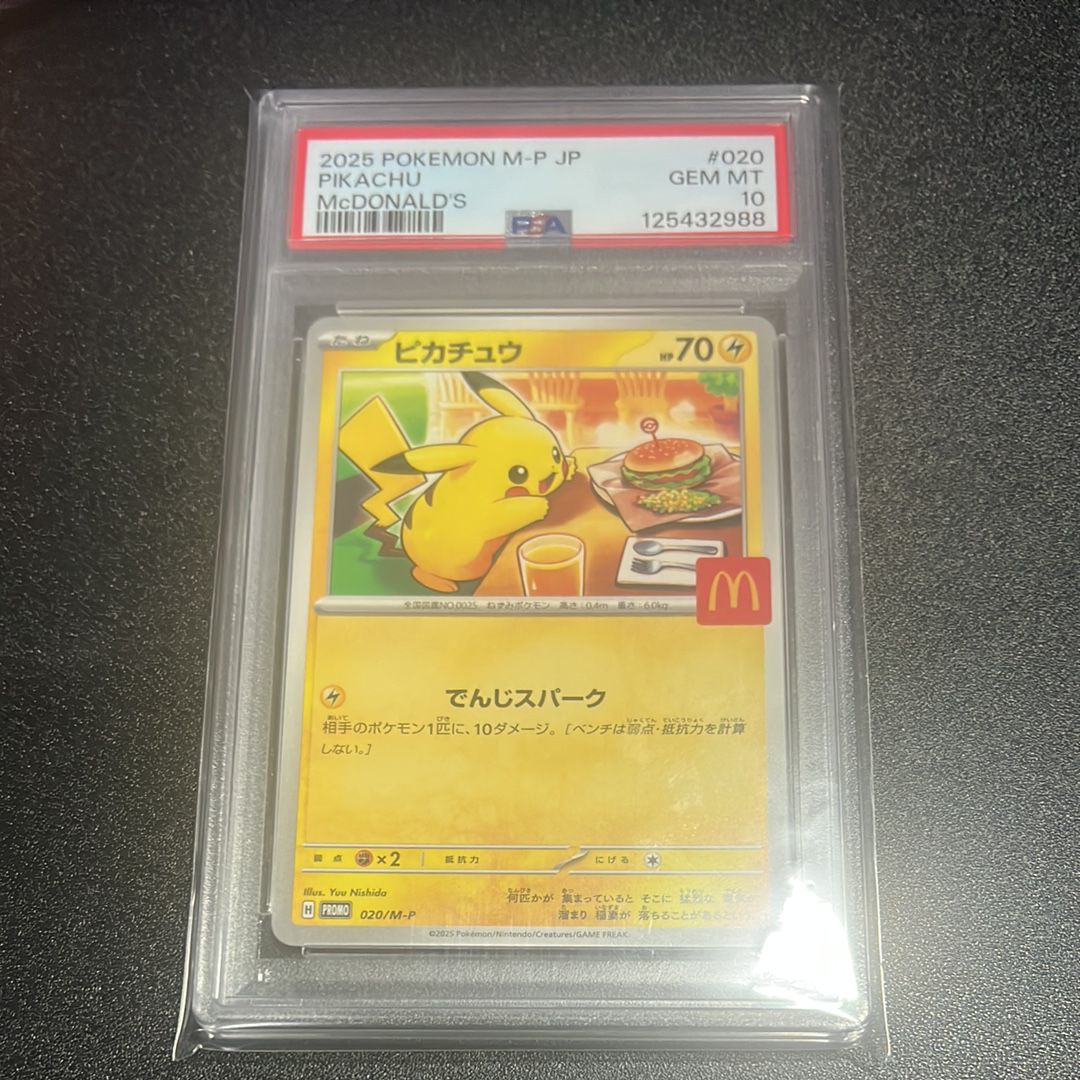 2025 POKEMON M-P JP #020
PIKACHU GEM MT
McDONALD'S 10
PSA 125432988
たね ピカチュウ HP70
全国図鑑NO.0025 ねずみポケモン 高さ:0.4m 重さ:6.0kg
でんじスパーク
相手のポケモン1匹に、10ダメージ。[ベンチは弱点・抵抗力を計算
しない。]
弱点 ×2 抵抗力 にげる
Illus. Yuu Nishida
何匹かが 集まっていると そこに 猛烈な
溜まり 稲妻が 落ちることがあるという
H PROMO 020/M-P
©2025 Pokémon/Nintendo/Creatures/GAME FREAK.